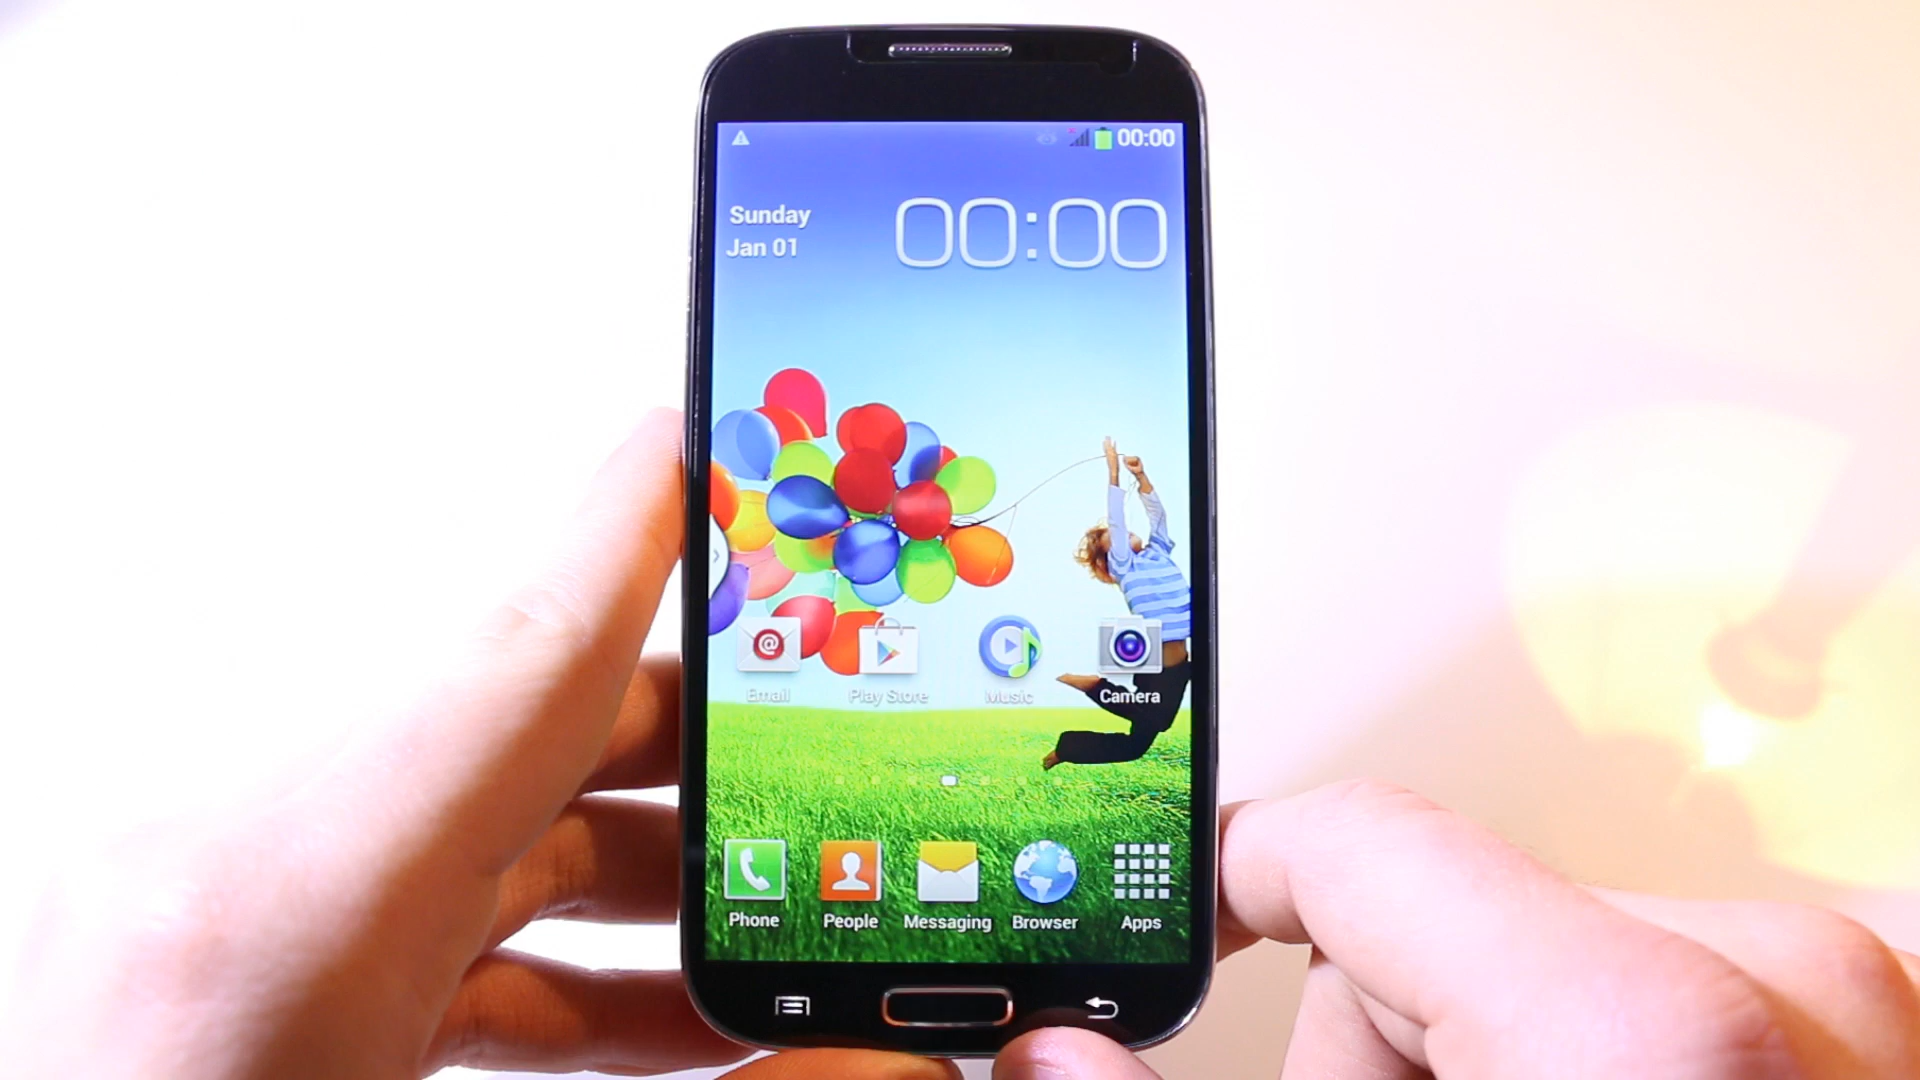 00:00
Sunday
Jan 01
00:00
Email
Play Store
Music
Camera
Phone
People
Messaging
Browser
Apps